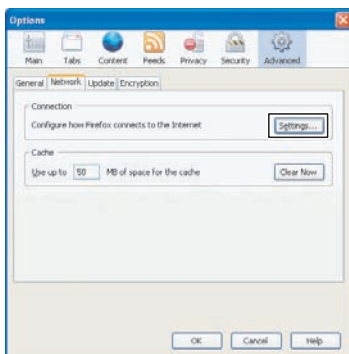 Options
Main Tabs Content Feeds Privacy Security Advanced
General Network Update Encryption
Connection
Configure how Firefox connects to the Internet Settings...
Cache
Use up to 50 MB of space for the cache Clear Now
OK Cancel Help